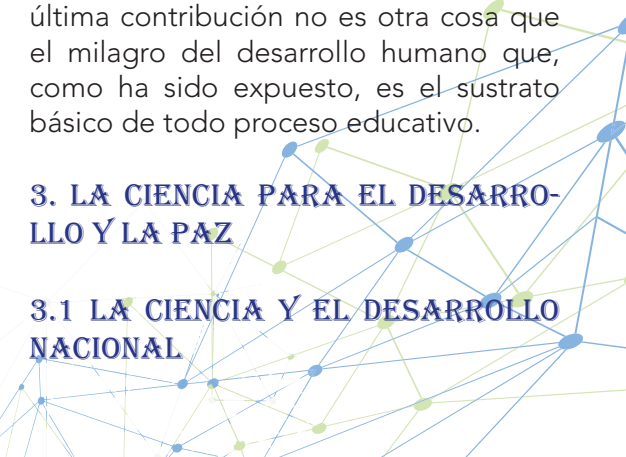 última contribución no es otra cosa que
el milagro del desarrollo humano que,
como ha sido expuesto, es el sustrato
básico de todo proceso educativo.
3. LA CIENCIA PARA EL DESARRO-
LLO Y LA PAZ
3.1 LA CIENCIA Y EL DESARROLLO
NACIONAL